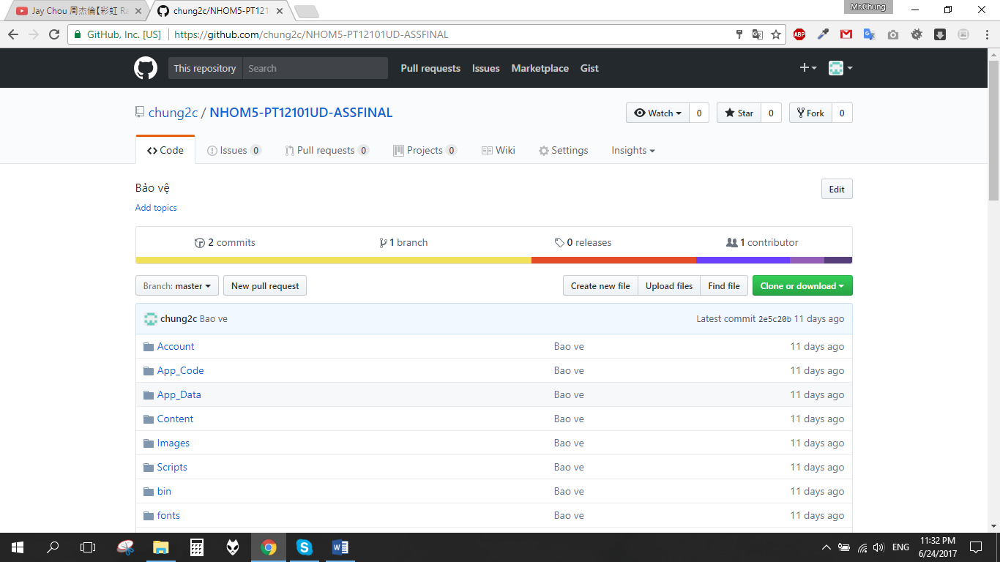 Jay Chou 周杰倫【彩虹 Ra
chung2c/NHOM5-PT1210
Mr.Chung
GitHub, Inc. [US] https://github.com/chung2c/NHOM5-PT12101UD-ASSFINAL
ABP
This repository Search Pull requests Issues Marketplace Gist
chung2c / NHOM5-PT12101UD-ASSFINAL
Watch 0 Star 0 Fork 0
Code Issues 0 Pull requests 0 Projects 0 Wiki Settings Insights
Bảo vệ Edit
Add topics
2 commits 1 branch 0 releases 1 contributor
Branch: master New pull request Create new file Upload files Find file Clone or download
chung2c Bao ve Latest commit 2e5c20b 11 days ago
Account Bao ve 11 days ago
App_Code Bao ve 11 days ago
App_Data Bao ve 11 days ago
Content Bao ve 11 days ago
Images Bao ve 11 days ago
Scripts Bao ve 11 days ago
bin Bao ve 11 days ago
fonts Bao ve 11 days ago
ENG
11:32 PM
6/24/2017